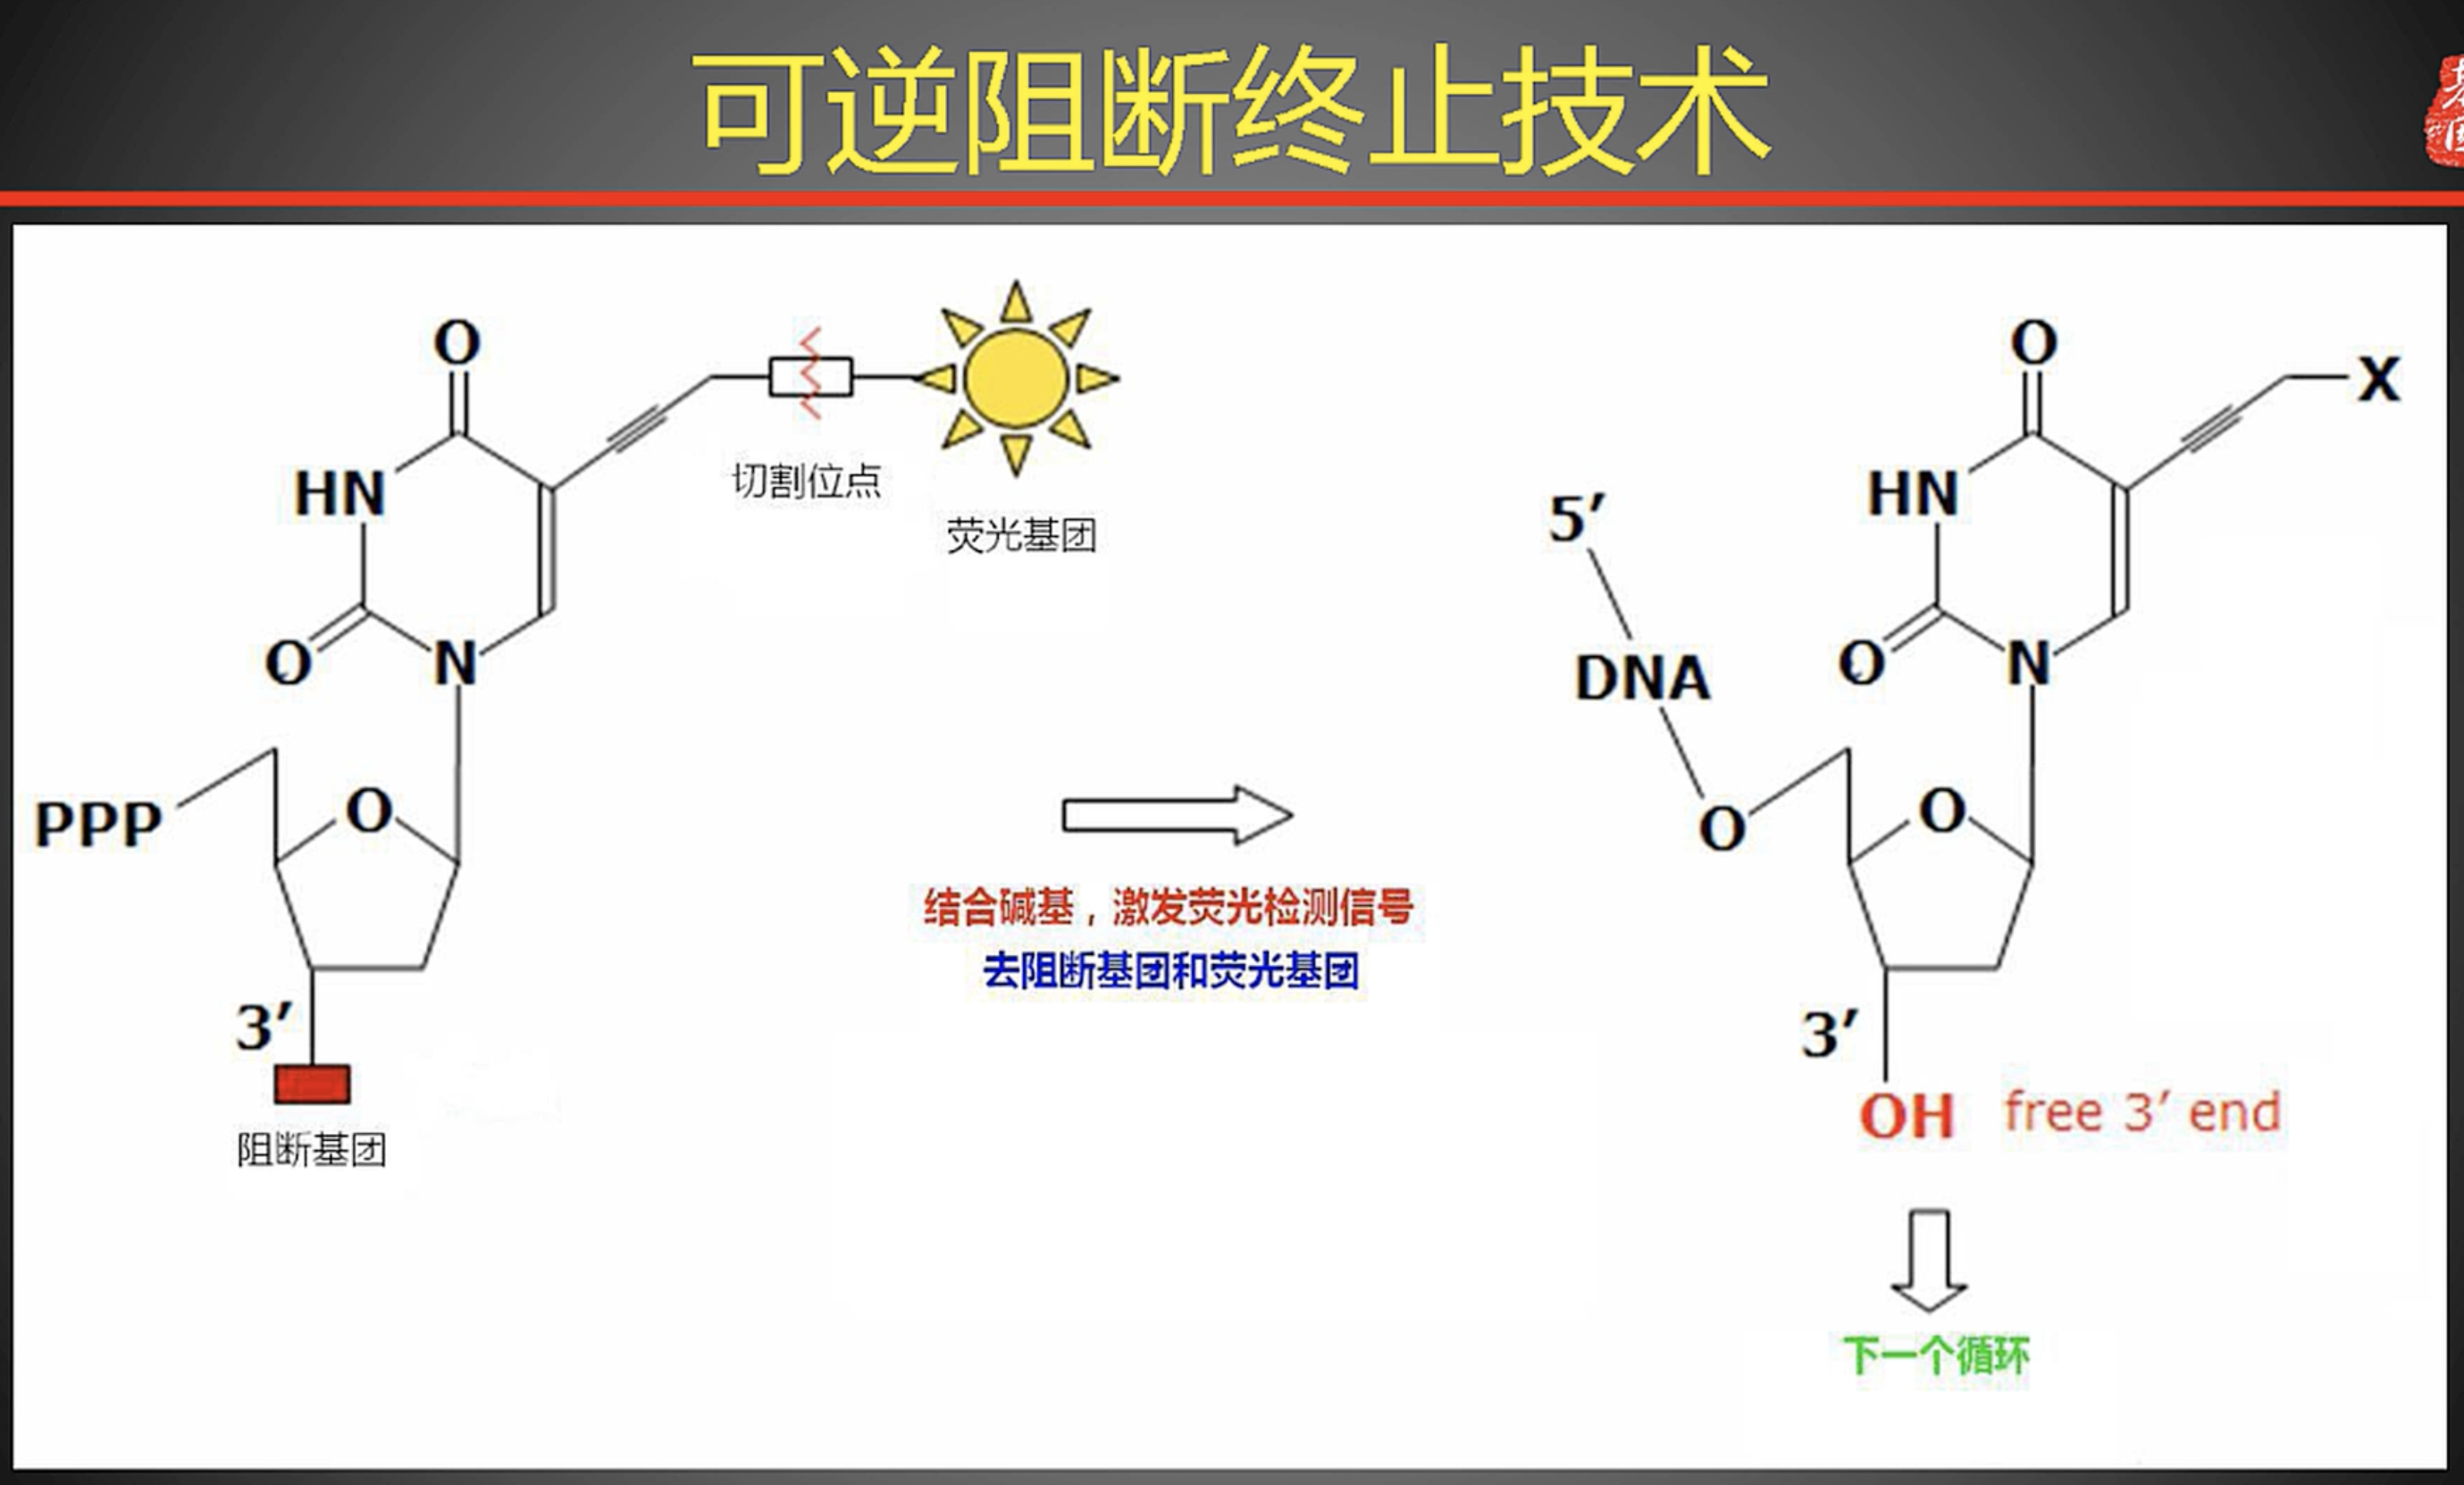 可逆阻断终止技术
O
HN
O
N
PPP
O
3′
阻断基团
切割位点
荧光基团
结合碱基，激发荧光检测信号
去阻断基团和荧光基团
5′
DNA
O
O
HN
O
N
X
O
3′
OH free 3′ end
下一个循环